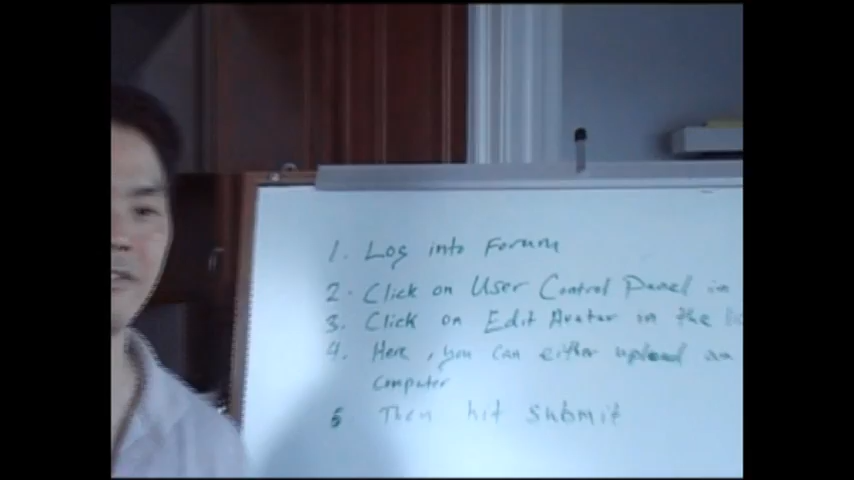 1. Log into Forum
2. Click on User Control Panel in
3. Click on Edit Avatar in the
4. Here, you can either upload an
computer
5 Then hit submit